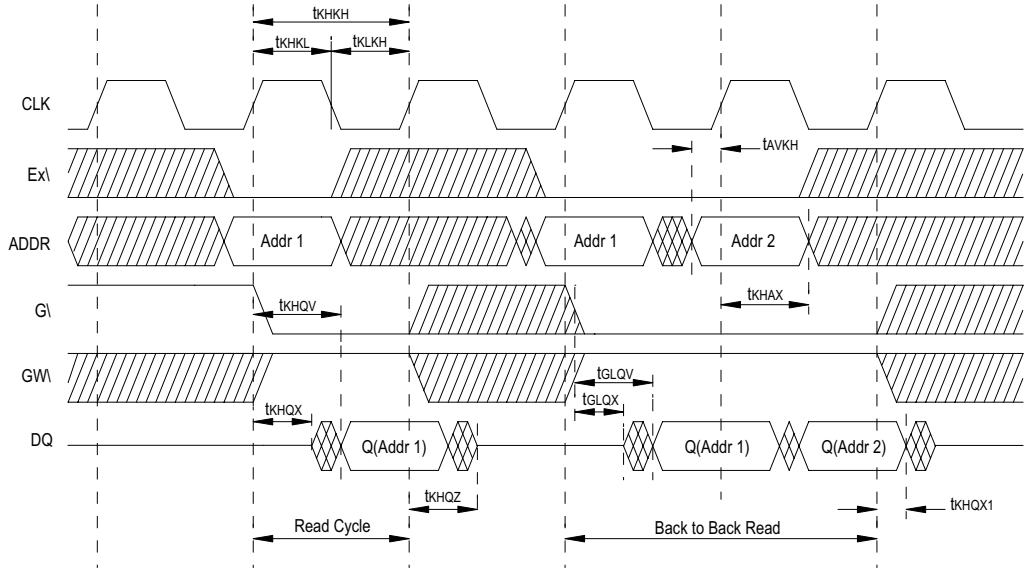 tKHKH
tKHKL
tKLKH
CLK
tAVKH
Ex\
ADDR
Addr 1
Addr 1
Addr 2
G\
tKHQV
tKHAX
GW\
tGLQV
tKHQX
tGLQX
DQ
Q(Addr 1)
Q(Addr 1)
Q(Addr 2)
tKHQZ
tKHQX1
Read Cycle
Back to Back Read